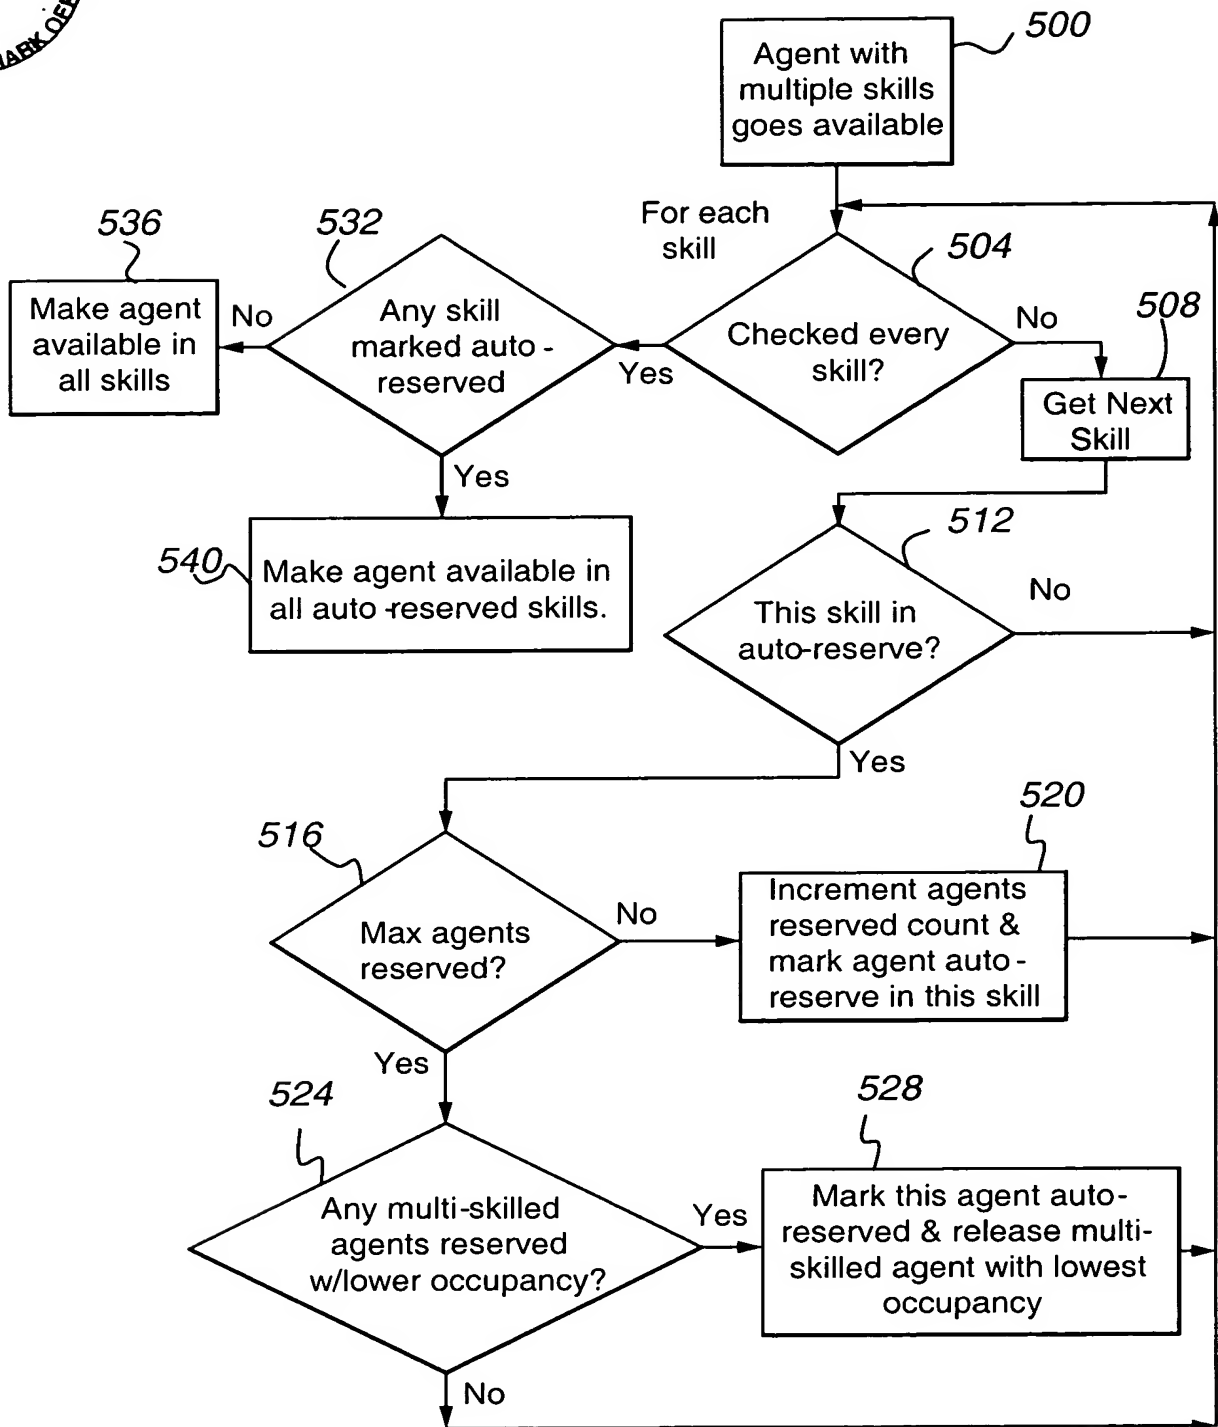 MARK OFF
500
Agent with
multiple skills
goes available
For each
skill
504
Checked every
skill?
No
508
Get Next
Skill
Yes
532
Any skill
marked auto-
reserved
No
536
Make agent
available in
all skills
Yes
540
Make agent available in
all auto-reserved skills.
512
This skill in
auto-reserve?
No
Yes
516
Max agents
reserved?
No
520
Increment agents
reserved count &
mark agent auto-
reserve in this skill
Yes
524
Any multi-skilled
agents reserved
w/lower occupancy?
Yes
528
Mark this agent auto-
reserved & release multi-
skilled agent with lowest
occupancy
No